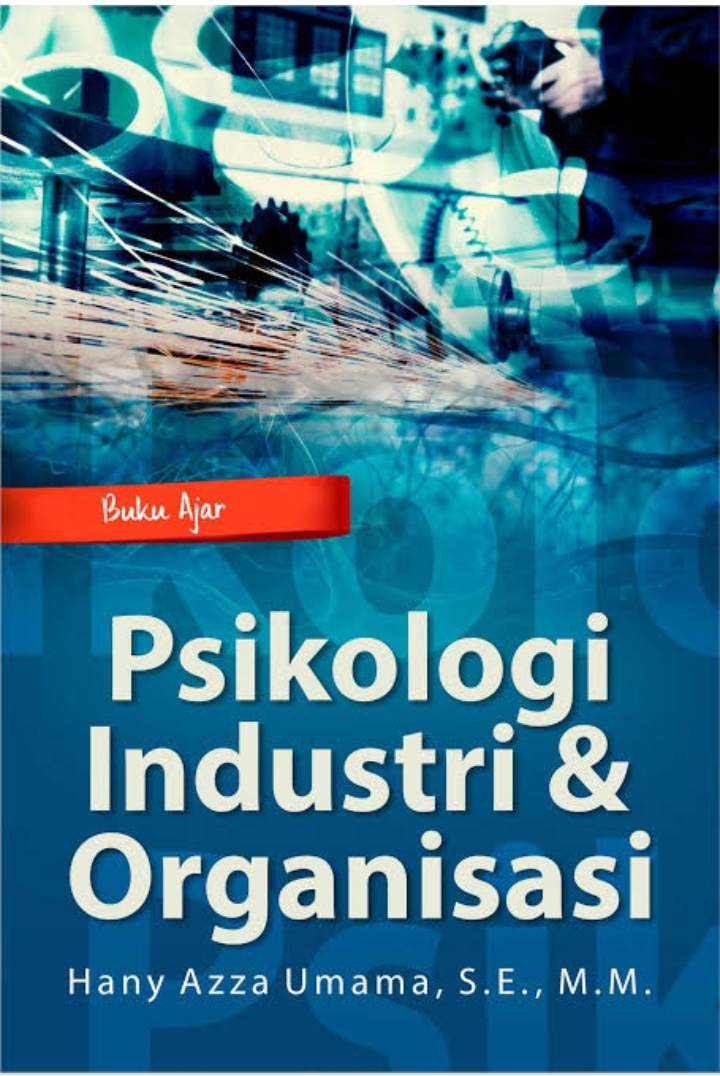 Buku Ajar
Psikologi
Industri &
Organisasi
Hany Azza Umama, S.E., M.M.